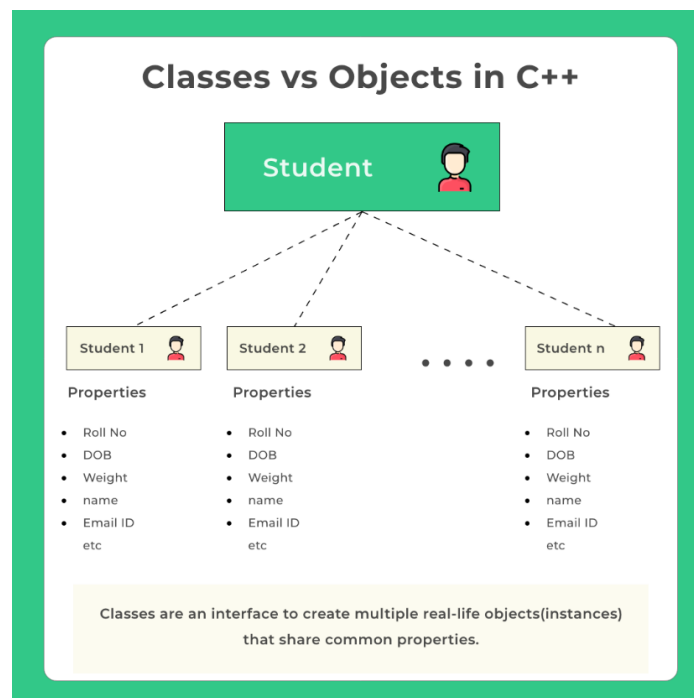 Classes vs Objects in C++
Student
Student 1
Student 2
Student n
Properties
Roll No
DOB
Weight
name
Email ID
etc
Properties
Roll No
DOB
Weight
name
Email ID
etc
Properties
Roll No
DOB
Weight
name
Email ID
etc
Classes are an interface to create multiple real-life objects(instances)
that share common properties.